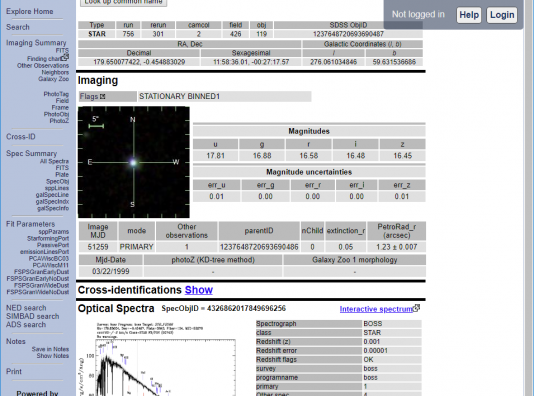 Look up common name
Not logged in Help Login
Explore Home
Search
Imaging Summary
FITS
Finding chart
Other Observations
Neighbors
Galaxy Zoo
PhotoTag
Field
Frame
PhotoObj
PhotoZ
Cross-ID
Spec Summary
All Spectra
FITS
Plate
SpecObj
sppLines
galSpecLine
galSpecIndx
galSpecInfo
Fit Parameters
sppParams
StarformingPort
PassivePort
emissionLinesPort
PCAWiscBC03
PCAWiscM11
FSPSGranEarlyDust
FSPSGranEarlyNoDust
FSPSGranWideDust
FSPSGranWideNoDust
NED search
SIMBAD search
ADS search
Notes
Save in Notes
Show Notes
Print
Powered by
Type run rerun camcol field obj SDSS ObjID
STAR 756 301 2 426 119 1237648720693690487
RA, Dec Galactic Coordinates (l, b)
Decimal Sexagesimal l b
179.650077422, -0.454883029 11:58:36.01, -00:27:17.57 276.061034846 59.631536686
Imaging
Flags STATIONARY BINNED1
5" N
E W
S
Magnitudes
u g r i z
17.81 16.88 16.58 16.48 16.45
Magnitude uncertainties
err_u err_g err_r err_i err_z
0.01 0.00 0.00 0.00 0.01
Image MJD mode Other observations parentID nChild extinction_r PetroRad_r (arcsec)
51259 PRIMARY 1 1237648720693690486 0 0.05 1.23 ± 0.007
Mjd-Date photoZ (KD-tree method) Galaxy Zoo 1 morphology
03/22/1999 - -
Cross-identifications Show
Optical Spectra SpecObjID = 4326862017849696256 Interactive spectrum
Spectrograph BOSS
class STAR
Redshift (z) 0.001
Redshift error 0.00001
Redshift flags OK
survey boss
programname boss
primary 1
Other spec 4
100
80